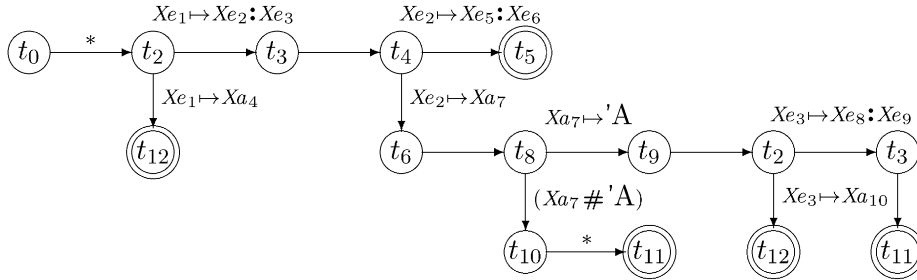 Xe₁↦Xe₂:Xe₃ Xe₂↦Xe₅:Xe₆
t₀ * t₂ t₃ t₄ t₅
Xe₁↦Xa₄ Xe₂↦Xa₇
Xa₇↦'A Xe₃↦Xe₈:Xe₉
t₁₂ t₆ t₈ t₉ t₂ t₃
(Xa₇#'A) Xe₃↦Xa₁₀
t₁₀ * t₁₁ t₁₂ t₁₁